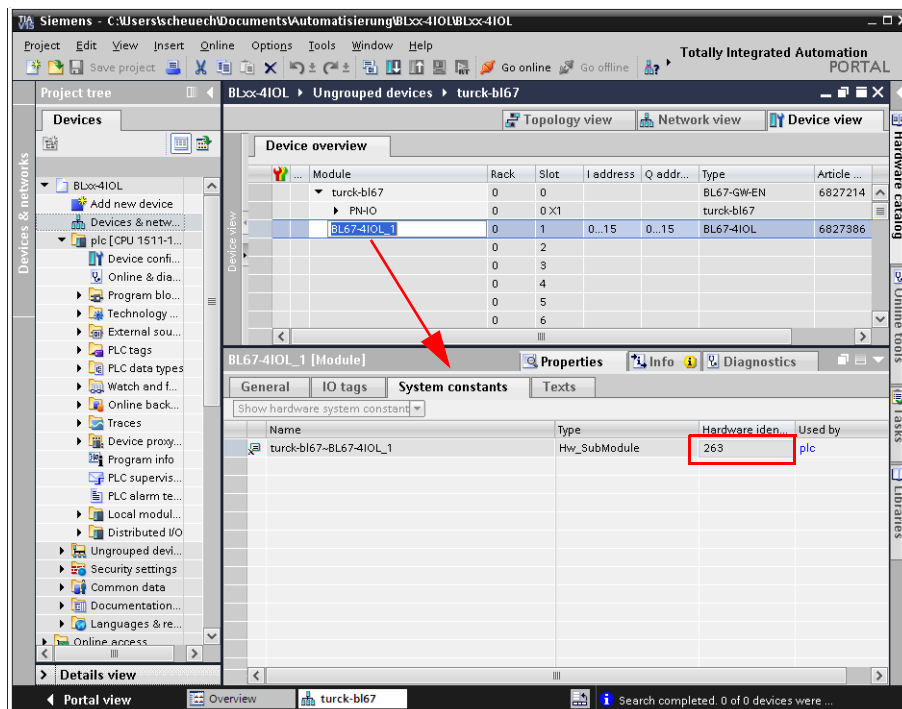 Siemens - C:\Users\scheuech\Documents\Automatisierung\BLxx-4IOL\BLxx-4IOL
Project Edit View Insert Online Options Tools Window Help
Totally Integrated Automation
PORTAL
Save project Go online Go offline
Project tree
BLxx-4IOL Ungrouped devices turck-bl67
Devices
Topology view Network view Device view
Device overview
... Module Rack Slot I address Q addr... Type Article ...
turck-bl67 0 0 BL67-GW-EN 6827214
PN-IO 0 0 X1 turck-bl67
BL67-4IOL_1 0 1 0...15 0...15 BL67-4IOL 6827386
0 2
0 3
0 4
0 5
0 6
Devices & networks
Device view
BLxx-4IOL
Add new device
Devices & netw...
plc [CPU 1511-1...
Device confi...
Online & dia...
Program blo...
Technology ...
External sou...
PLC tags
PLC data types
Watch and f...
Online back...
Traces
Device proxy...
Program info
PLC supervis...
PLC alarm te...
Local modul...
Distributed I/O
Ungrouped devi...
Security settings
Common data
Documentation...
Languages & re...
Online access
Details view
BL67-4IOL_1 [Module]
Properties Info Diagnostics
General IO tags System constants Texts
Show hardware system constant
Name Type Hardware iden... Used by
turck-bl67~BL67-4IOL_1 Hw_SubModule 263 plc
Hardware catalog
Online tools
Tasks
Libraries
Portal view Overview turck-bl67 Search completed. 0 of 0 devices were ...